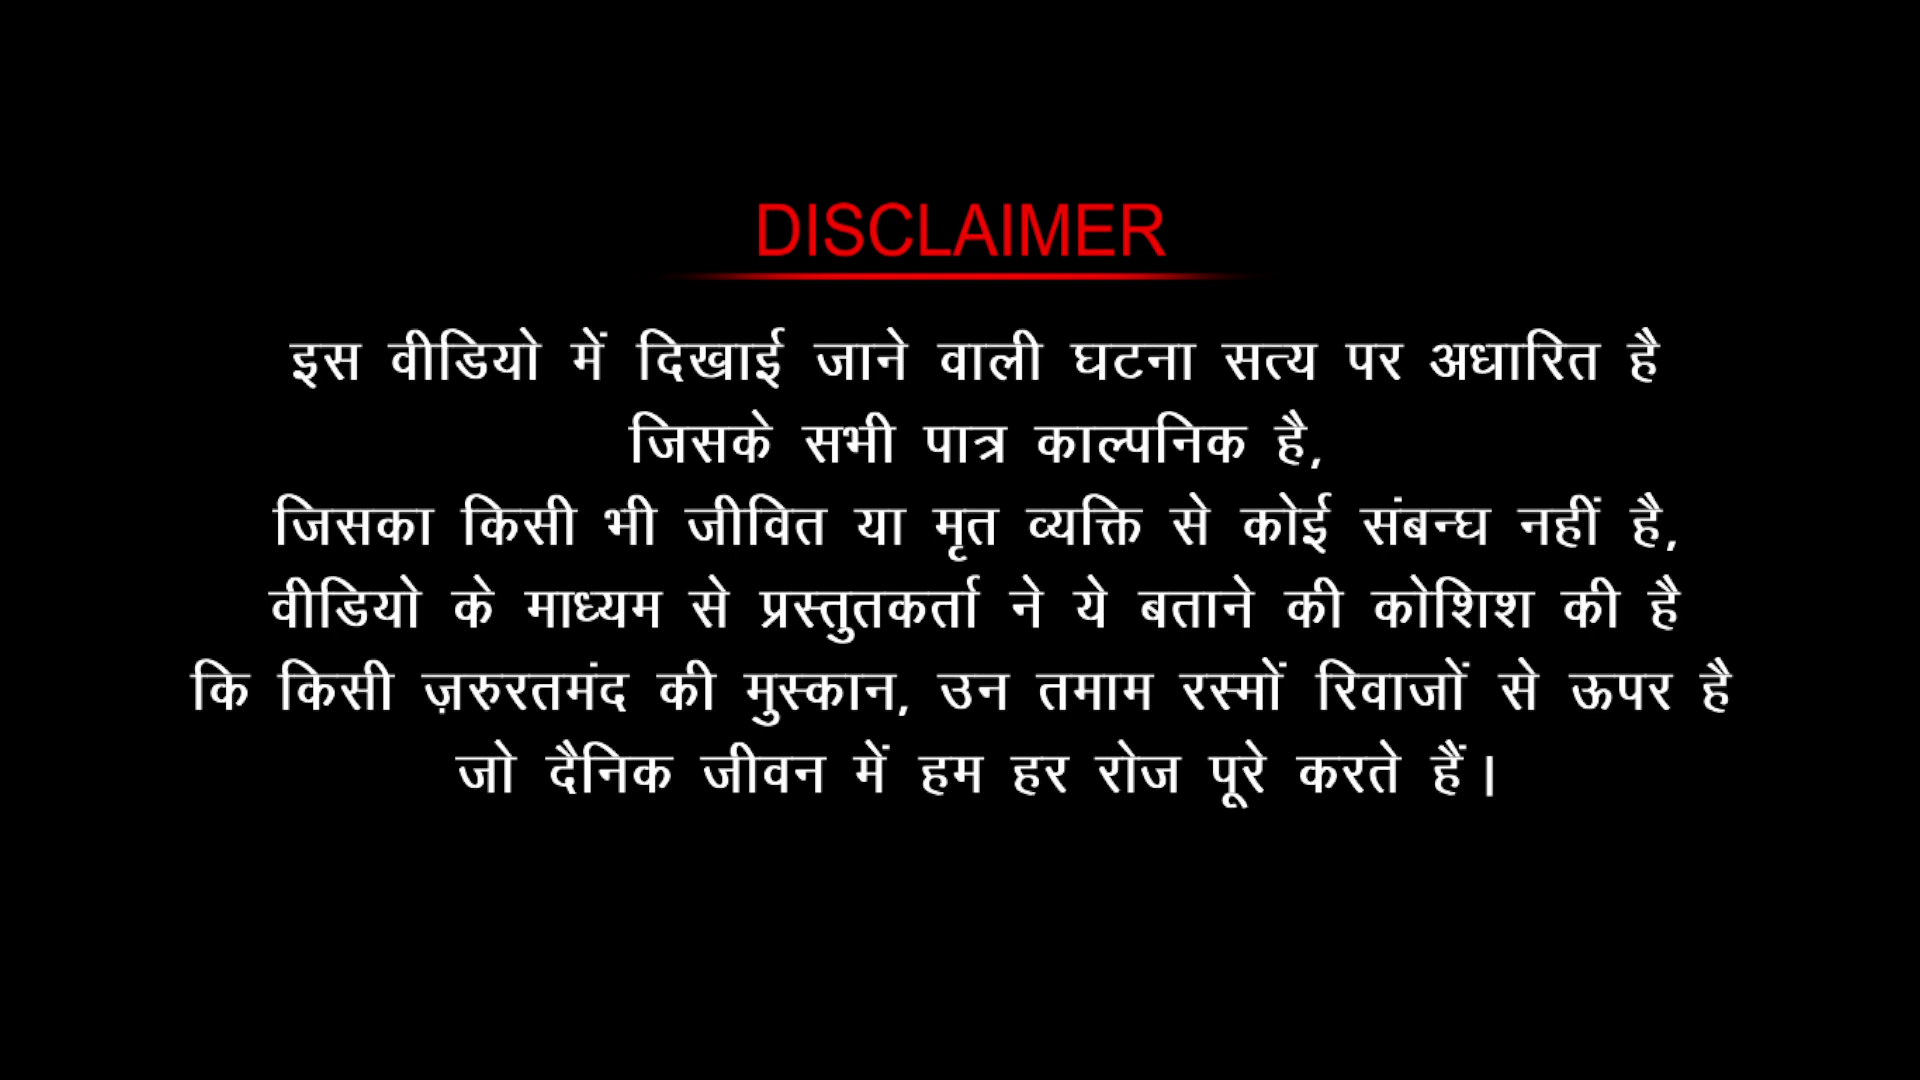 DISCLAIMER
इस वीडियो में दिखाई जाने वाली घटना सत्य पर अधारित है
जिसके सभी पात्र काल्पनिक है,
जिसका किसी भी जीवित या मृत व्यक्ति से कोई संबन्घ नहीं है,
वीडियो के माध्यम से प्रस्तुतकर्ता ने ये बताने की कोशिश की है
कि किसी ज़रुरतमंद की मुस्कान, उन तमाम रस्मों रिवाजों से ऊपर है
जो दैनिक जीवन में हम हर रोज पूरे करते हैं।